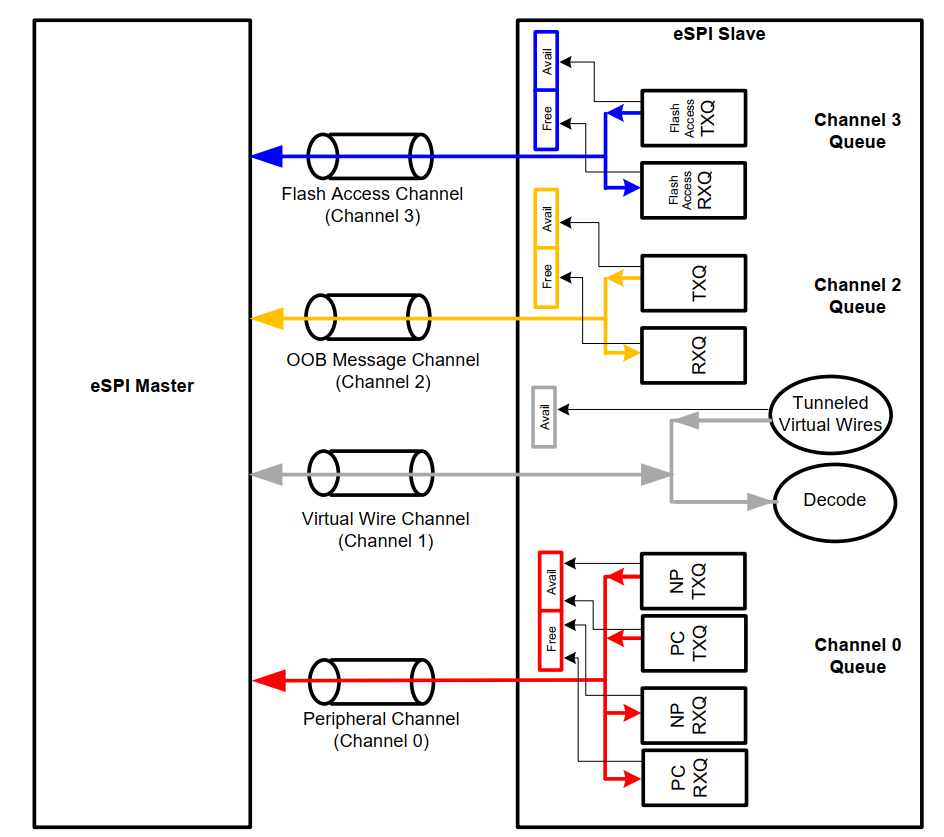 eSPI Slave
Avail
Free
Flash
Access
TXQ
Channel 3
Queue
Flash
Access
RXQ
Flash Access Channel
(Channel 3)
Avail
Free
TXQ
Channel 2
Queue
RXQ
OOB Message Channel
(Channel 2)
eSPI Master
Avail
Tunneled
Virtual Wires
Decode
Virtual Wire Channel
(Channel 1)
Avail
Free
NP
TXQ
PC
TXQ
Channel 0
Queue
NP
RXQ
PC
RXQ
Peripheral Channel
(Channel 0)